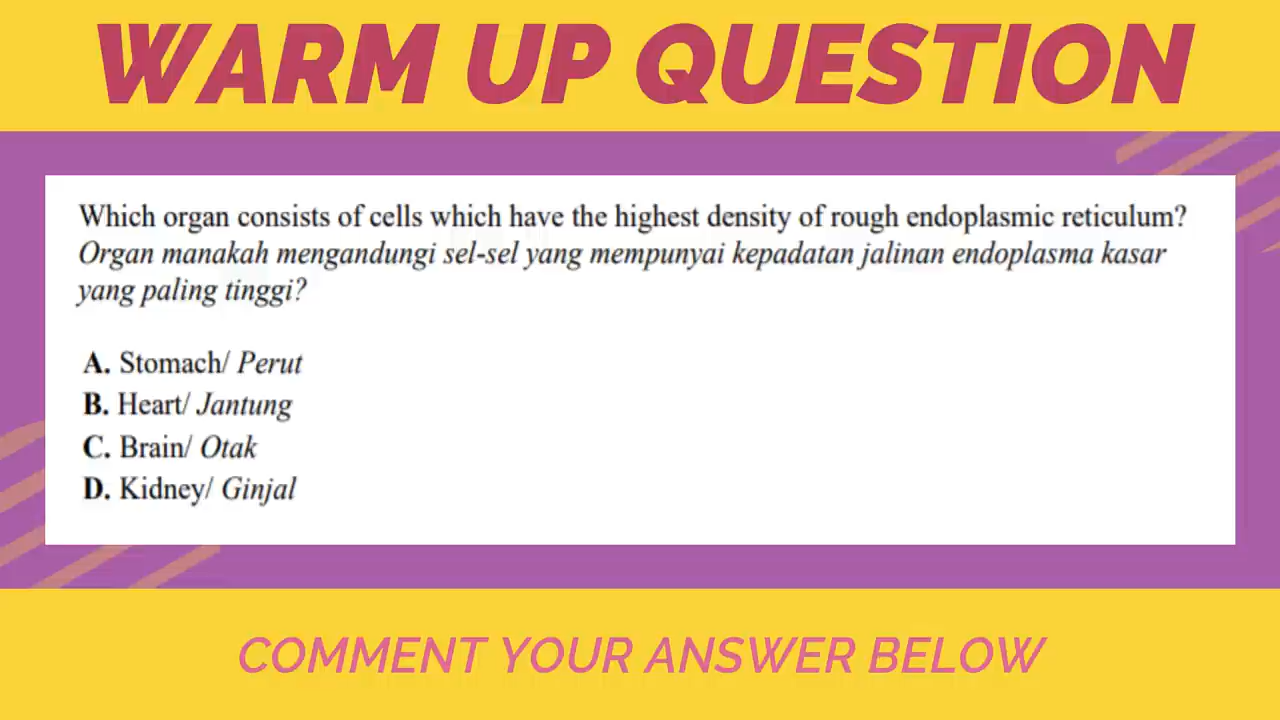 WARM UP QUESTION
Which organ consists of cells which have the highest density of rough endoplasmic reticulum?
Organ manakah mengandungi sel-sel yang mempunyai kepadatan jalinan endoplasma kasar
yang paling tinggi?
A. Stomach/ Perut
B. Heart/ Jantung
C. Brain/ Otak
D. Kidney/ Ginjal
COMMENT YOUR ANSWER BELOW